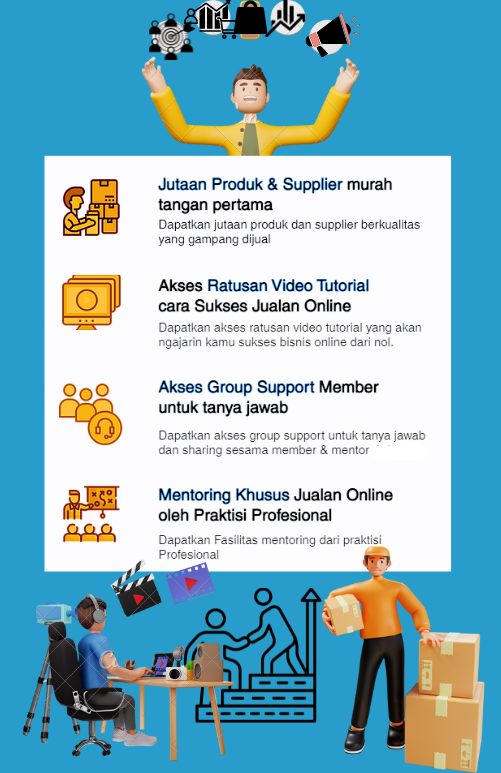 Jutaan Produk & Supplier murah
tangan pertama
Dapatkan jutaan produk dan supplier berkualitas
yang gampang dijual
Akses Ratusan Video Tutorial
cara Sukses Jualan Online
Dapatkan akses ratusan video tutorial yang akan
ngajarin kamu sukses bisnis online dari nol.
Akses Group Support Member
untuk tanya jawab
Dapatkan akses group support untuk tanya jawab
dan sharing sesama member & mentor
Mentoring Khusus Jualan Online
oleh Praktisi Profesional
Dapatkan Fasilitas mentoring dari praktisi
Profesional